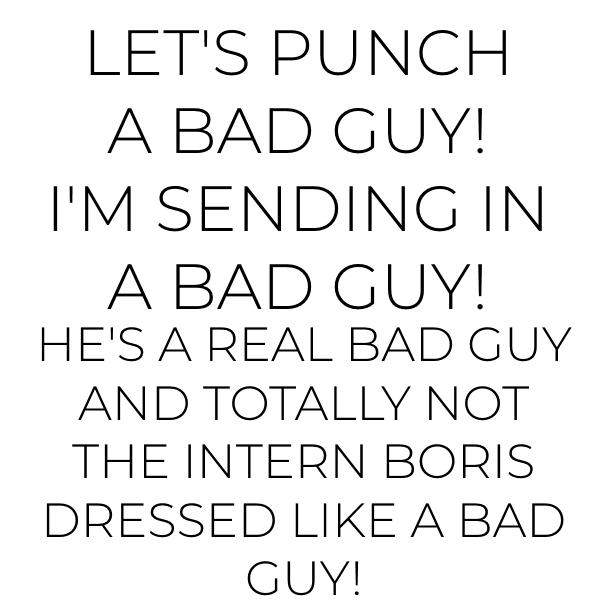 LET'S PUNCH
A BAD GUY!
I'M SENDING IN
A BAD GUY!
HE'S A REAL BAD GUY
AND TOTALLY NOT
THE INTERN BORIS
DRESSED LIKE A BAD
GUY!